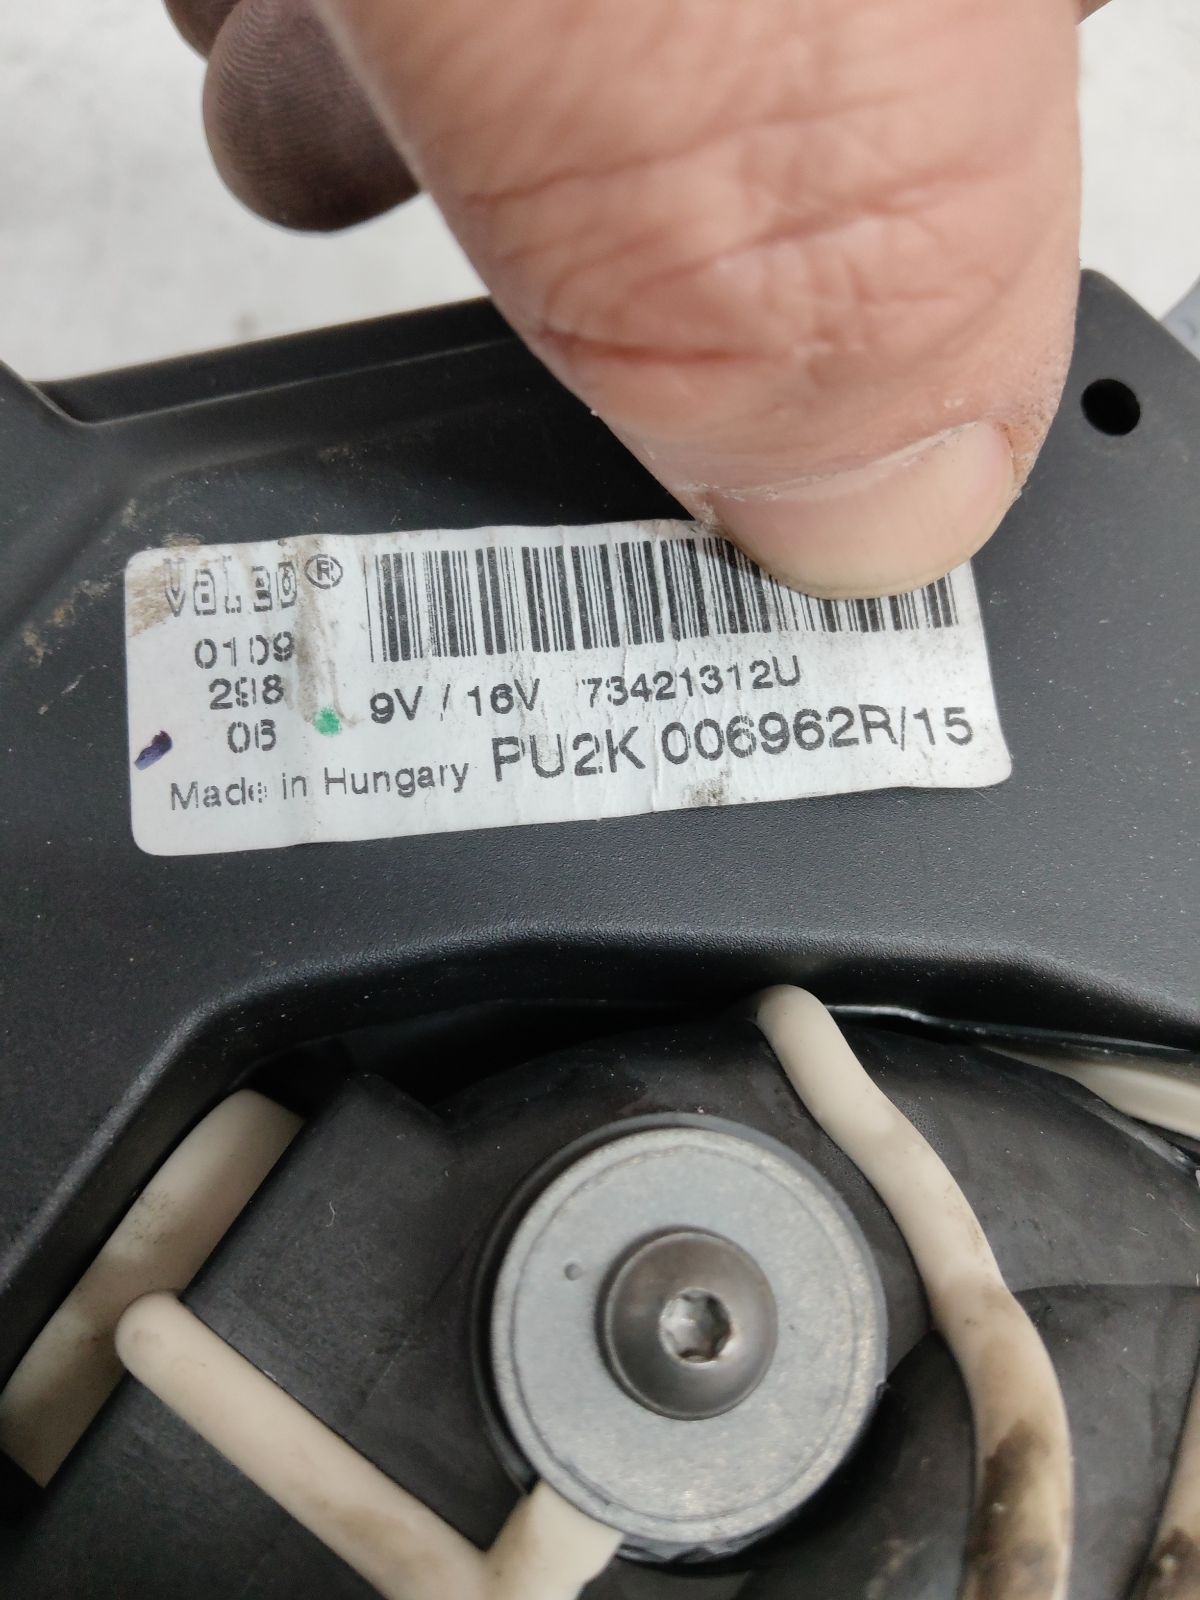 Valeo®
0109
298
06
9V / 16V 73421312U
Made in Hungary PU2K 006962R/15